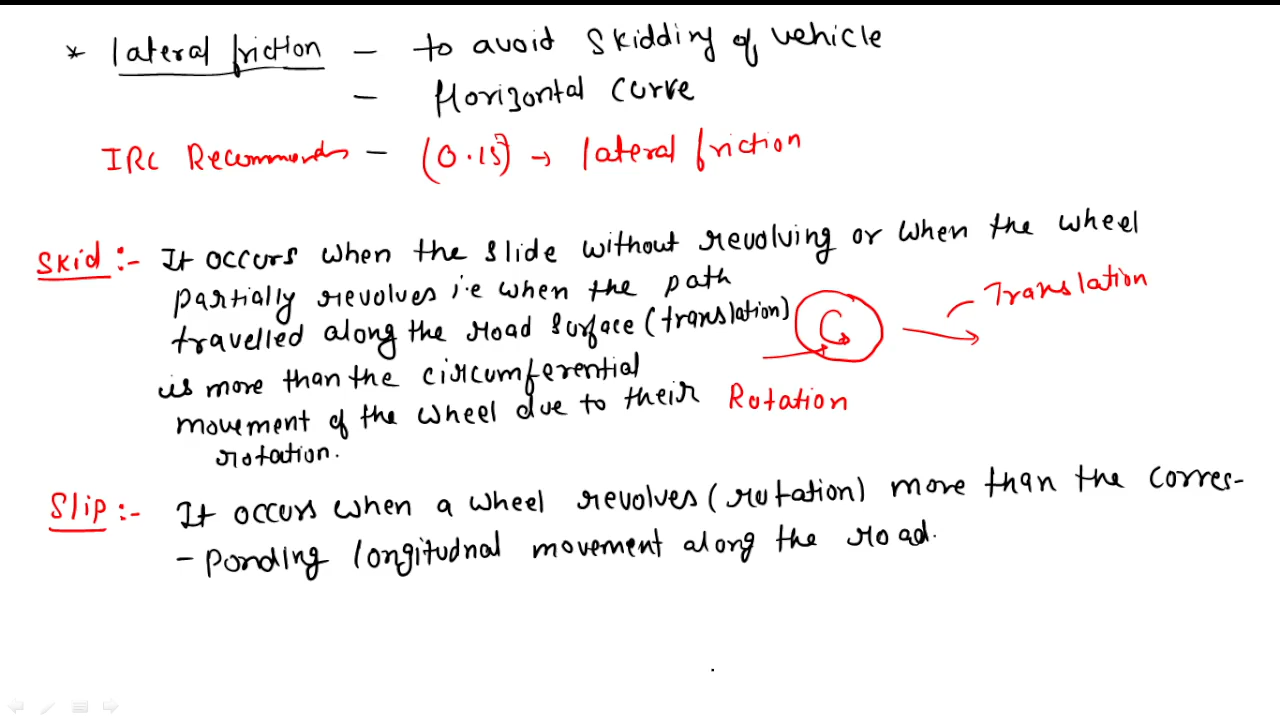 * lateral friction – to avoid skidding of vehicle
– Horizontal curve
IRC Recommends – (0.15) → lateral friction
Skid :- It occurs when the slide without revolving or when the wheel
partially revolves i.e when the path
travelled along the road surface (translation)
is more than the circumferential
movement of the wheel due to their
rotation.
Translation
Rotation
Slip :- It occurs when a wheel revolves (rotation) more than the corres-
- ponding longitudnal movement along the road.